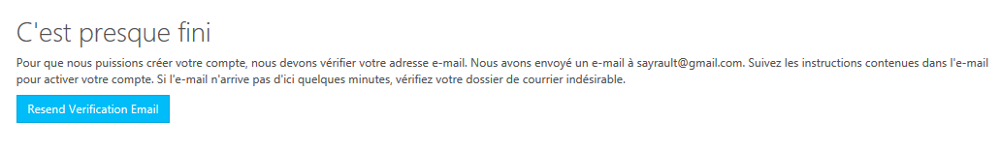 C'est presque fini
Pour que nous puissions créer votre compte, nous devons vérifier votre adresse e-mail. Nous avons envoyé un e-mail à sayrault@gmail.com. Suivez les instructions contenues dans l'e-mail
pour activer votre compte. Si l'e-mail n'arrive pas d'ici quelques minutes, vérifiez votre dossier de courrier indésirable.
Resend Verification Email